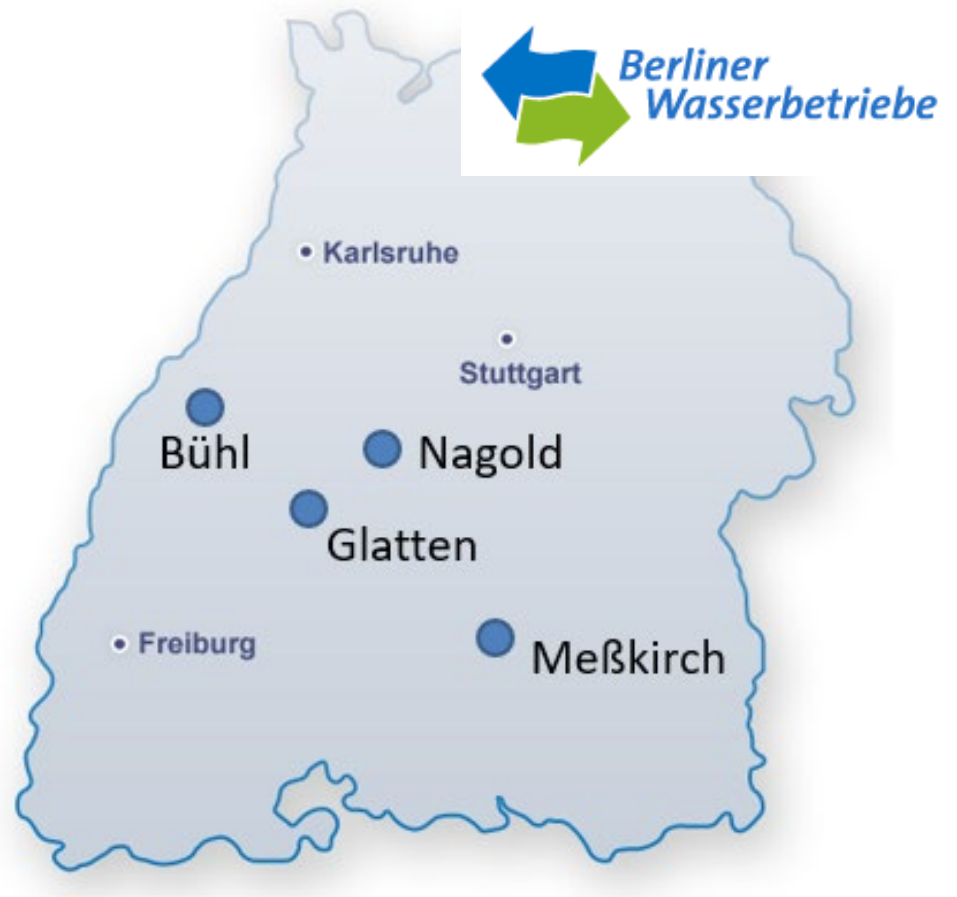 Berliner
Wasserbetriebe
Karlsruhe
Stuttgart
Bühl
Nagold
Glatten
Freiburg
Meßkirch